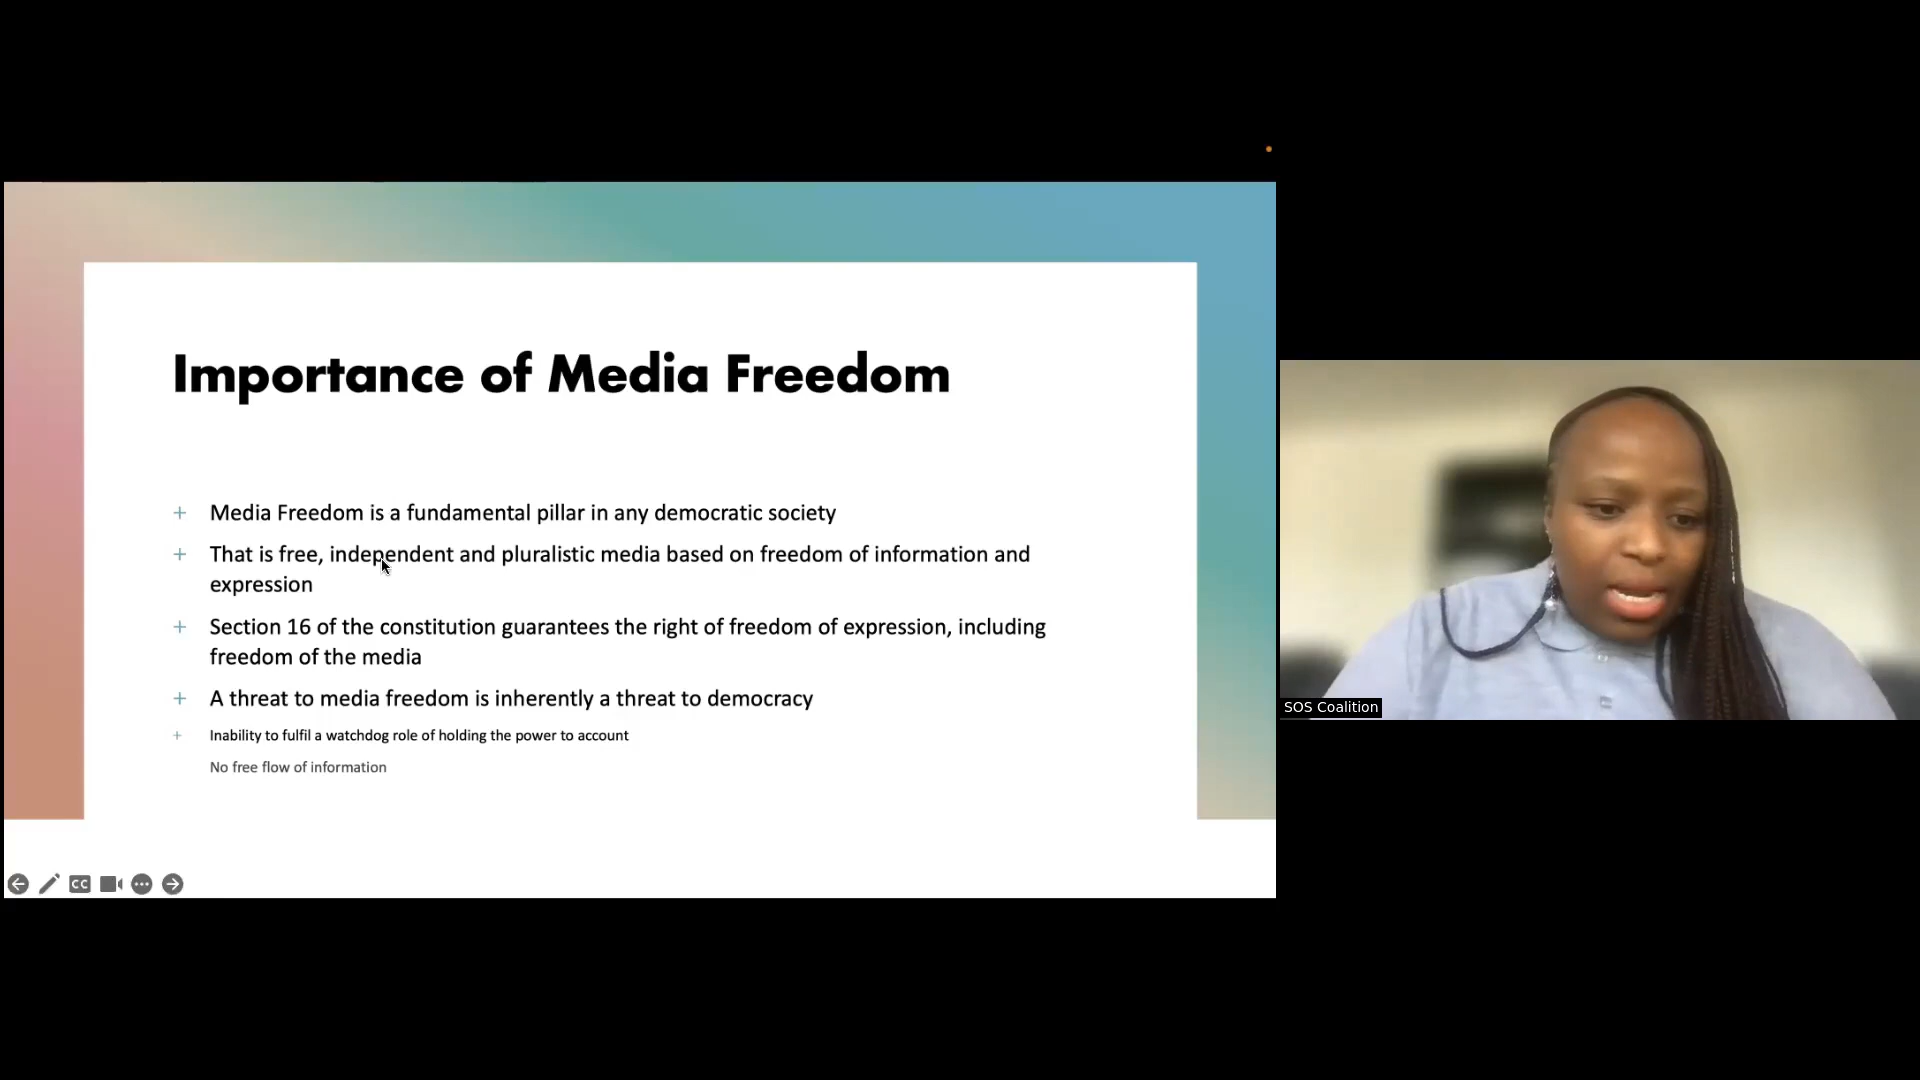 Importance of Media Freedom
+ Media Freedom is a fundamental pillar in any democratic society
+ That is free, independent and pluralistic media based on freedom of information and
expression
+ Section 16 of the constitution guarantees the right of freedom of expression, including
freedom of the media
+ A threat to media freedom is inherently a threat to democracy
+ Inability to fulfil a watchdog role of holding the power to account
No free flow of information
CC
SOS Coalition